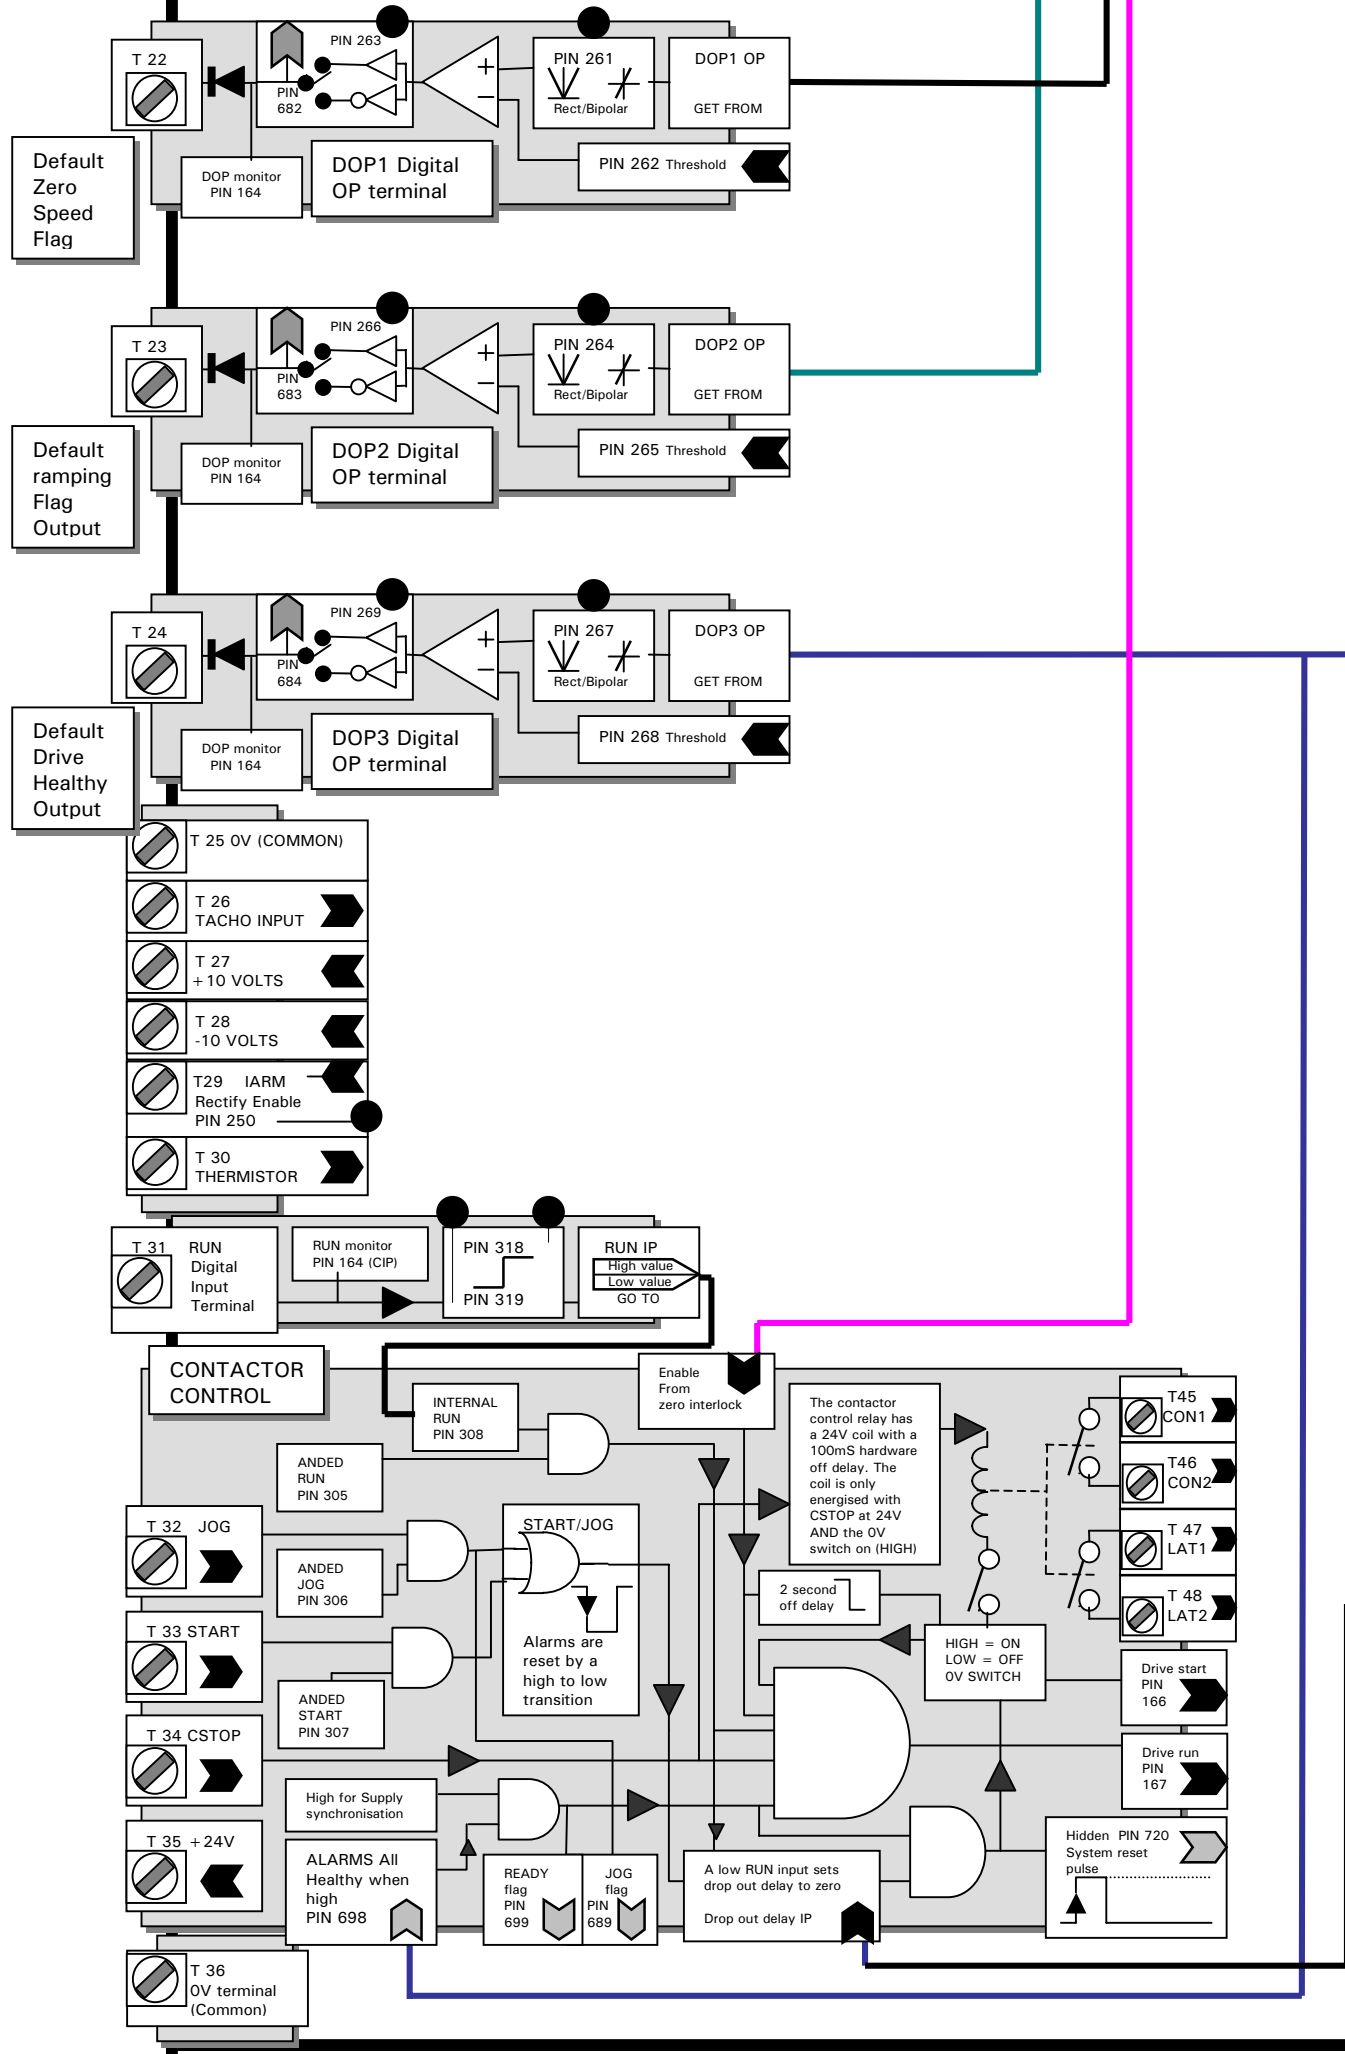 T 22
PIN 263
PIN
682
PIN 261
Rect/Bipolar
DOP1 OP
GET FROM
PIN 262 Threshold
DOP monitor
PIN 164
DOP1 Digital
OP terminal
Default
Zero
Speed
Flag
T 23
PIN 266
PIN
683
PIN 264
Rect/Bipolar
DOP2 OP
GET FROM
PIN 265 Threshold
DOP monitor
PIN 164
DOP2 Digital
OP terminal
Default
ramping
Flag
Output
T 24
PIN 269
PIN
684
PIN 267
Rect/Bipolar
DOP3 OP
GET FROM
PIN 268 Threshold
DOP monitor
PIN 164
DOP3 Digital
OP terminal
Default
Drive
Healthy
Output
T 25 0V (COMMON)
T 26
TACHO INPUT
T 27
+10 VOLTS
T 28
-10 VOLTS
T29 IARM
Rectify Enable
PIN 250
T 30
THERMISTOR
T 31
RUN
Digital
Input
Terminal
RUN monitor
PIN 164 (CIP)
PIN 318
PIN 319
RUN IP
High value
Low value
GO TO
CONTACTOR
CONTROL
INTERNAL
RUN
PIN 308
Enable
From
zero interlock
The contactor
control relay has
a 24V coil with a
100mS hardware
off delay. The
coil is only
energised with
CSTOP at 24V
AND the 0V
switch on (HIGH)
T45
CON1
T46
CON2
T 47
LAT1
T 48
LAT2
ANDED
RUN
PIN 305
T 32 JOG
ANDED
JOG
PIN 306
START/JOG
Alarms are
reset by a
high to low
transition
2 second
off delay
T 33 START
ANDED
START
PIN 307
HIGH = ON
LOW = OFF
0V SWITCH
Drive start
PIN
166
T 34 CSTOP
Drive run
PIN
167
High for Supply
synchronisation
T 35 +24V
ALARMS All
Healthy when
high
PIN 698
READY
flag
PIN
699
JOG
flag
PIN
689
A low RUN input sets
drop out delay to zero
Drop out delay IP
Hidden PIN 720
System reset
pulse
T 36
0V terminal
(Common)